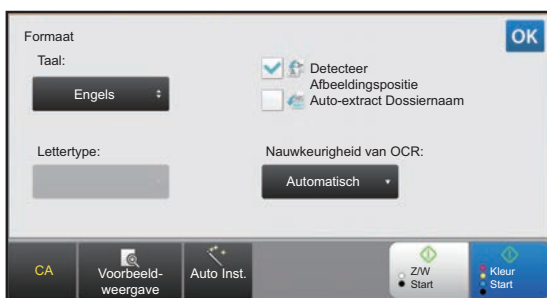 Formaat
OK
Taal:
Engels
Detecteer
Afbeeldingspositie
Auto-extract Dossiernaam
Lettertype:
Nauwkeurigheid van OCR:
Automatisch
CA
Voorbeeld-
weergave
Auto Inst.
Z/W
Start
Kleur
Start